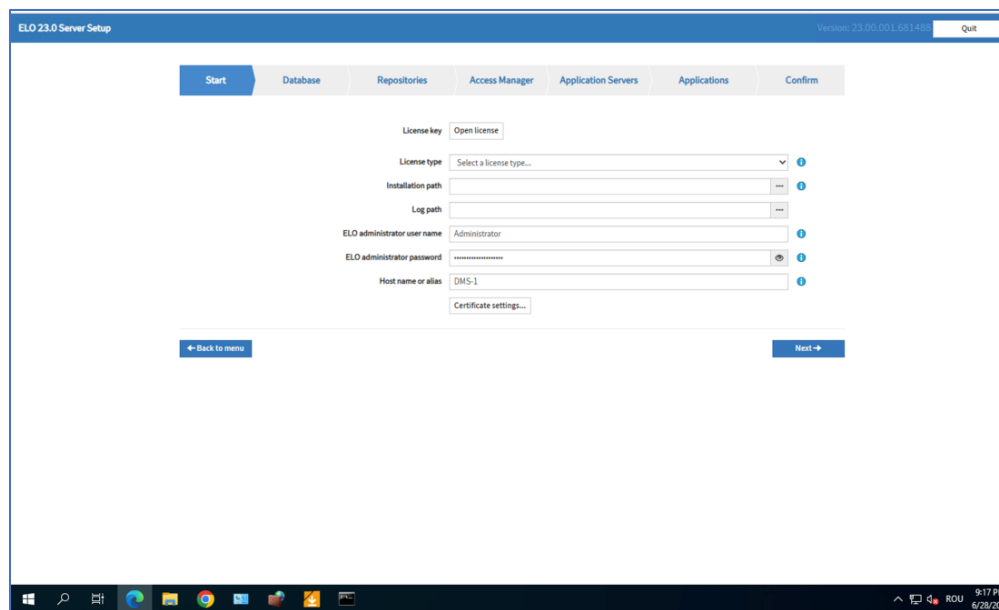 ELO 23.0 Server Setup
Version: 23.00.001.681488
Quit
Start
Database
Repositories
Access Manager
Application Servers
Applications
Confirm
License key
Open license
License type
Select a license type...
Installation path
...
Log path
...
ELO administrator user name
Administrator
ELO administrator password
Host name or alias
DMS-1
Certificate settings...
← Back to menu
Next →
ROU
9:17 P
6/28/20